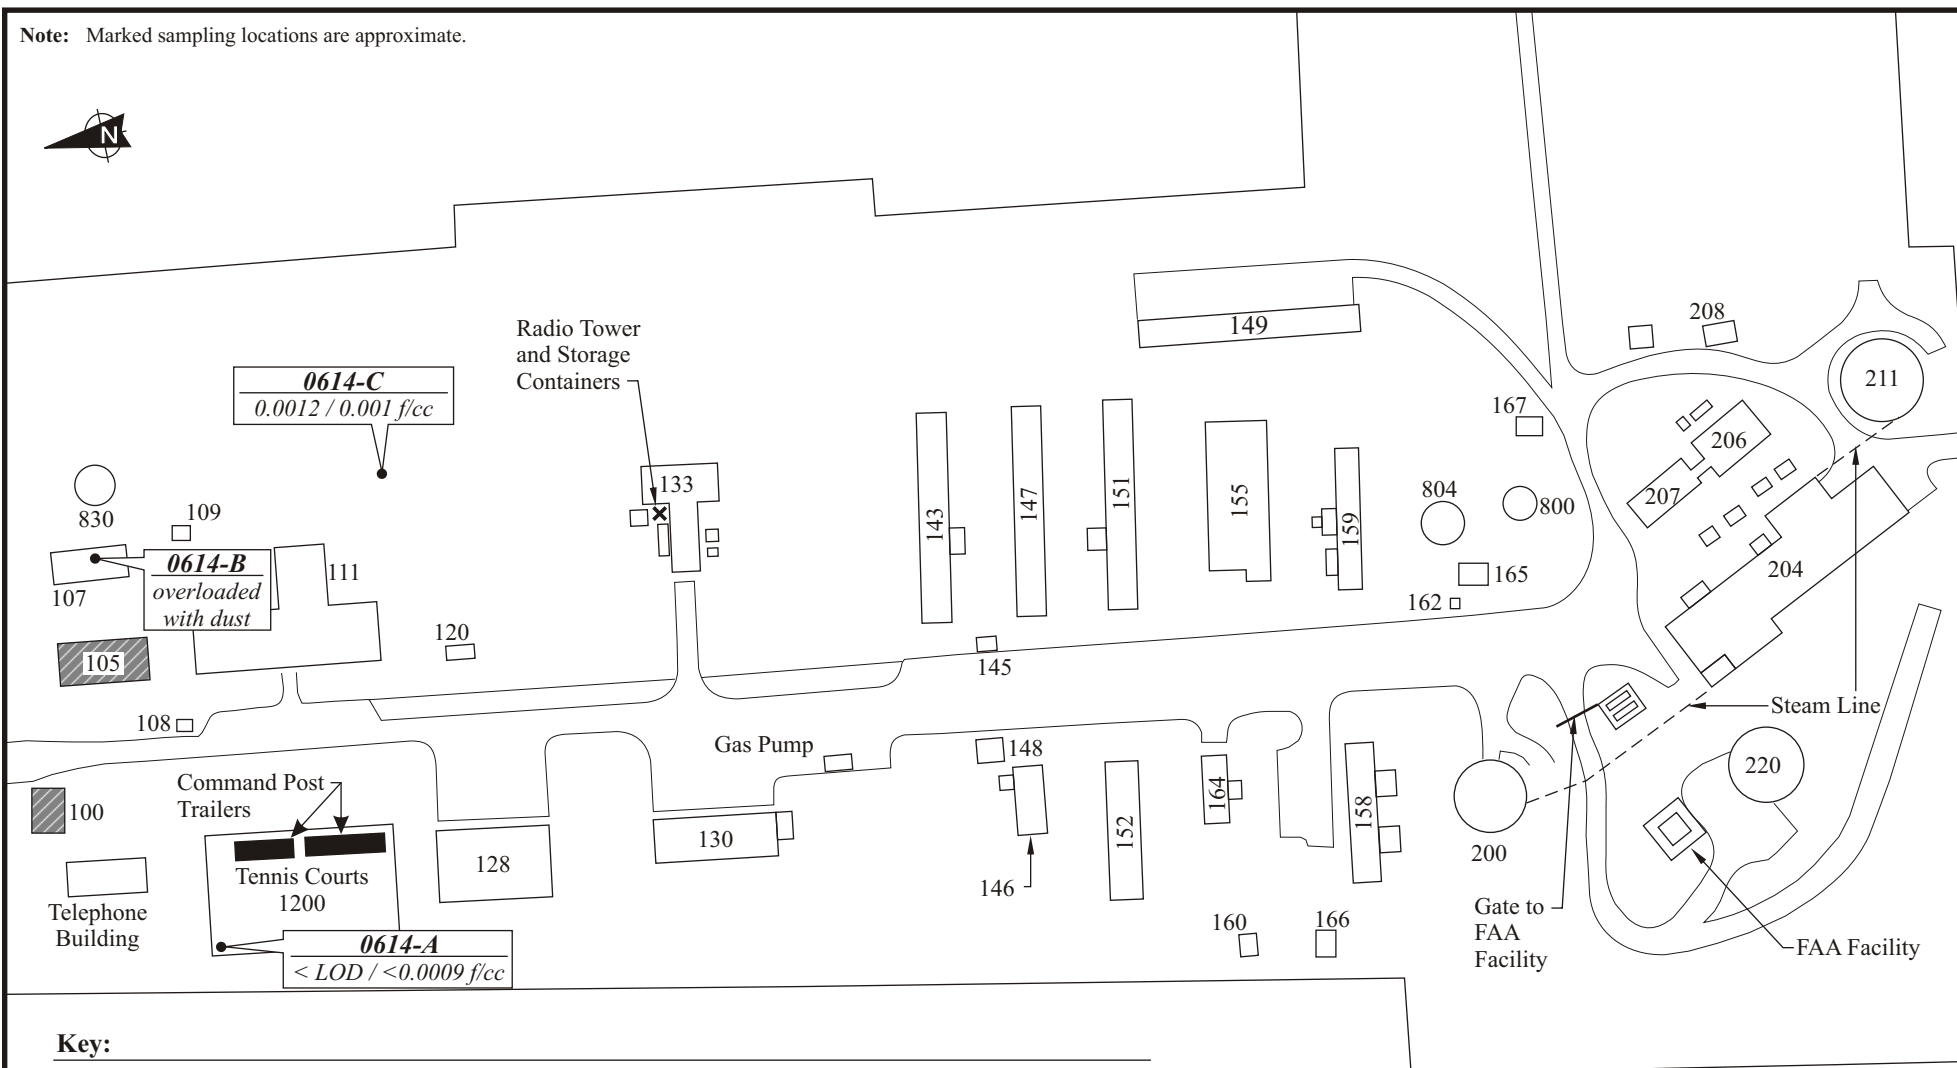 Note: Marked sampling locations are approximate.
N
208
Radio Tower
and Storage
Containers
149
211
0614-C
0.0012 / 0.001 f/cc
167
206
133
830
109
143
147
151
155
159
804
800
207
0614-B
overloaded
with dust
111
107
165
162
204
105
120
145
108
Steam Line
Gas Pump
148
220
Command Post
Trailers
100
164
158
130
152
128
200
Tennis Courts
1200
146
Telephone
Building
160
166
Gate to
FAA
Facility
FAA Facility
0614-A
< LOD / <0.0009 f/cc
Key: